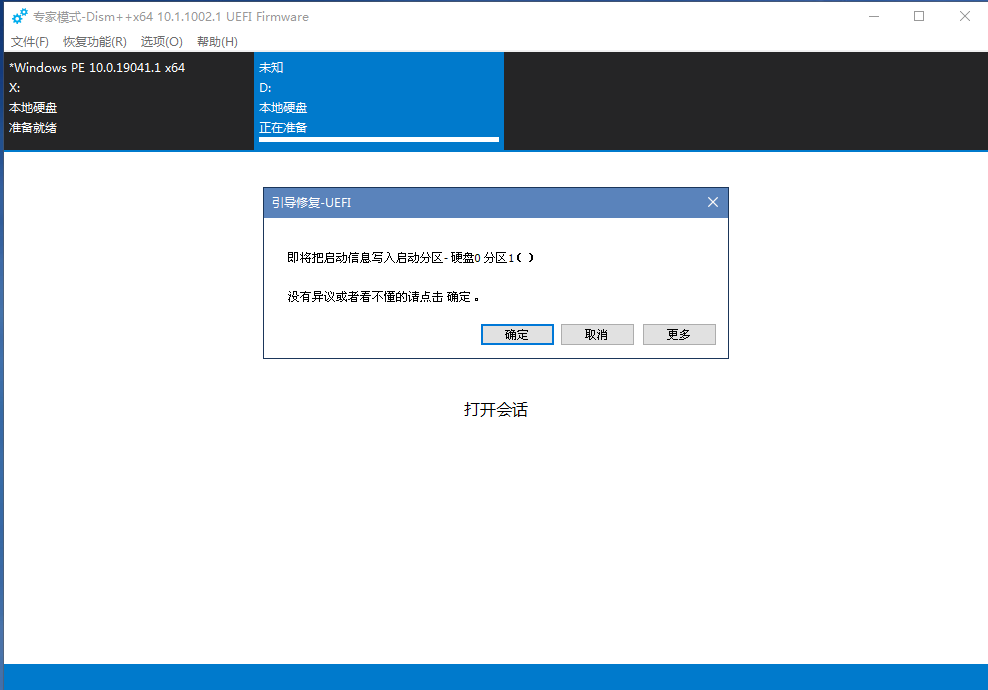 专家模式-Dism++x64 10.1.1002.1 UEFI Firmware
文件(F) 恢复功能(R) 选项(O) 帮助(H)
*Windows PE 10.0.19041.1 x64
X:
本地硬盘
准备就绪
未知
D:
本地硬盘
正在准备
引导修复-UEFI
即将把启动信息写入启动分区-硬盘0 分区1( )
没有异议或者看不懂的请点击 确定 。
确定 取消 更多
打开会话